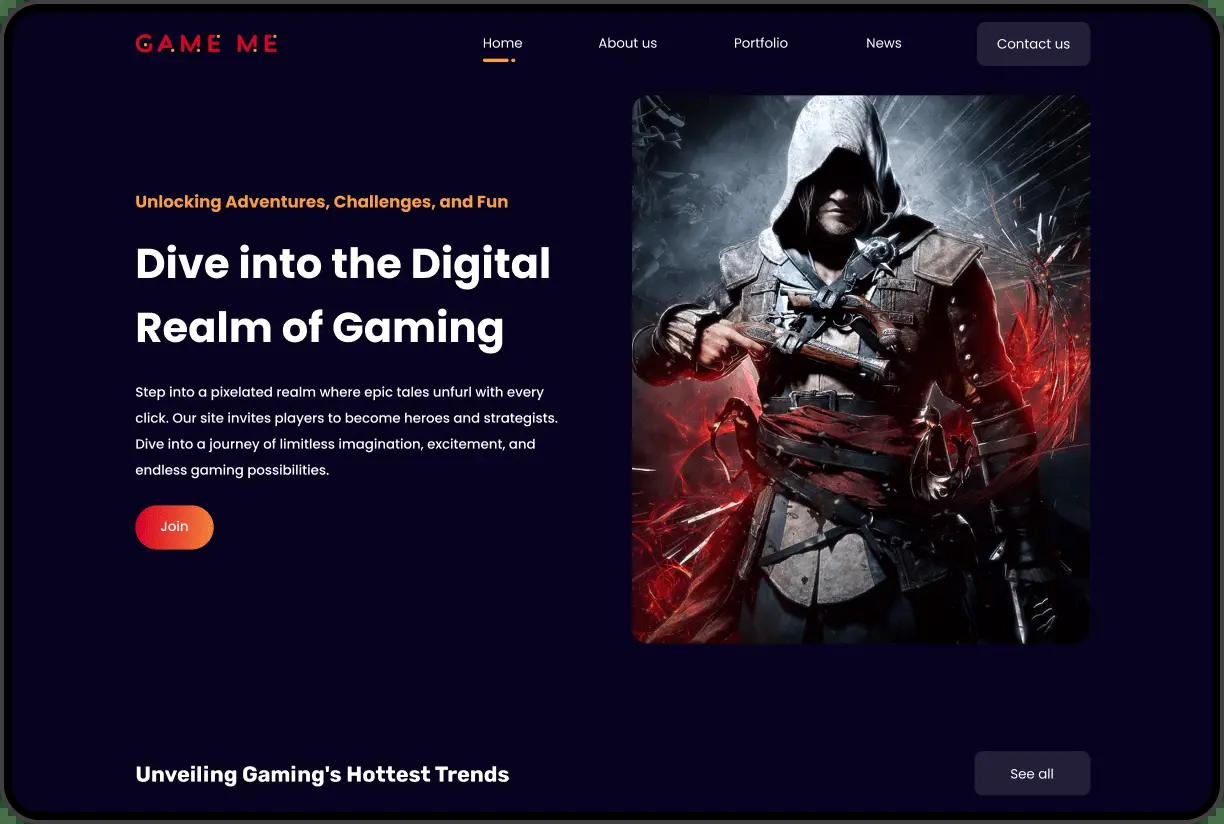 GAME ME
Home
About us
Portfolio
News
Contact us
Unlocking Adventures, Challenges, and Fun
Dive into the Digital
Realm of Gaming
Step into a pixelated realm where epic tales unfurl with every
click. Our site invites players to become heroes and strategists.
Dive into a journey of limitless imagination, excitement, and
endless gaming possibilities.
Join
Unveiling Gaming's Hottest Trends
See all